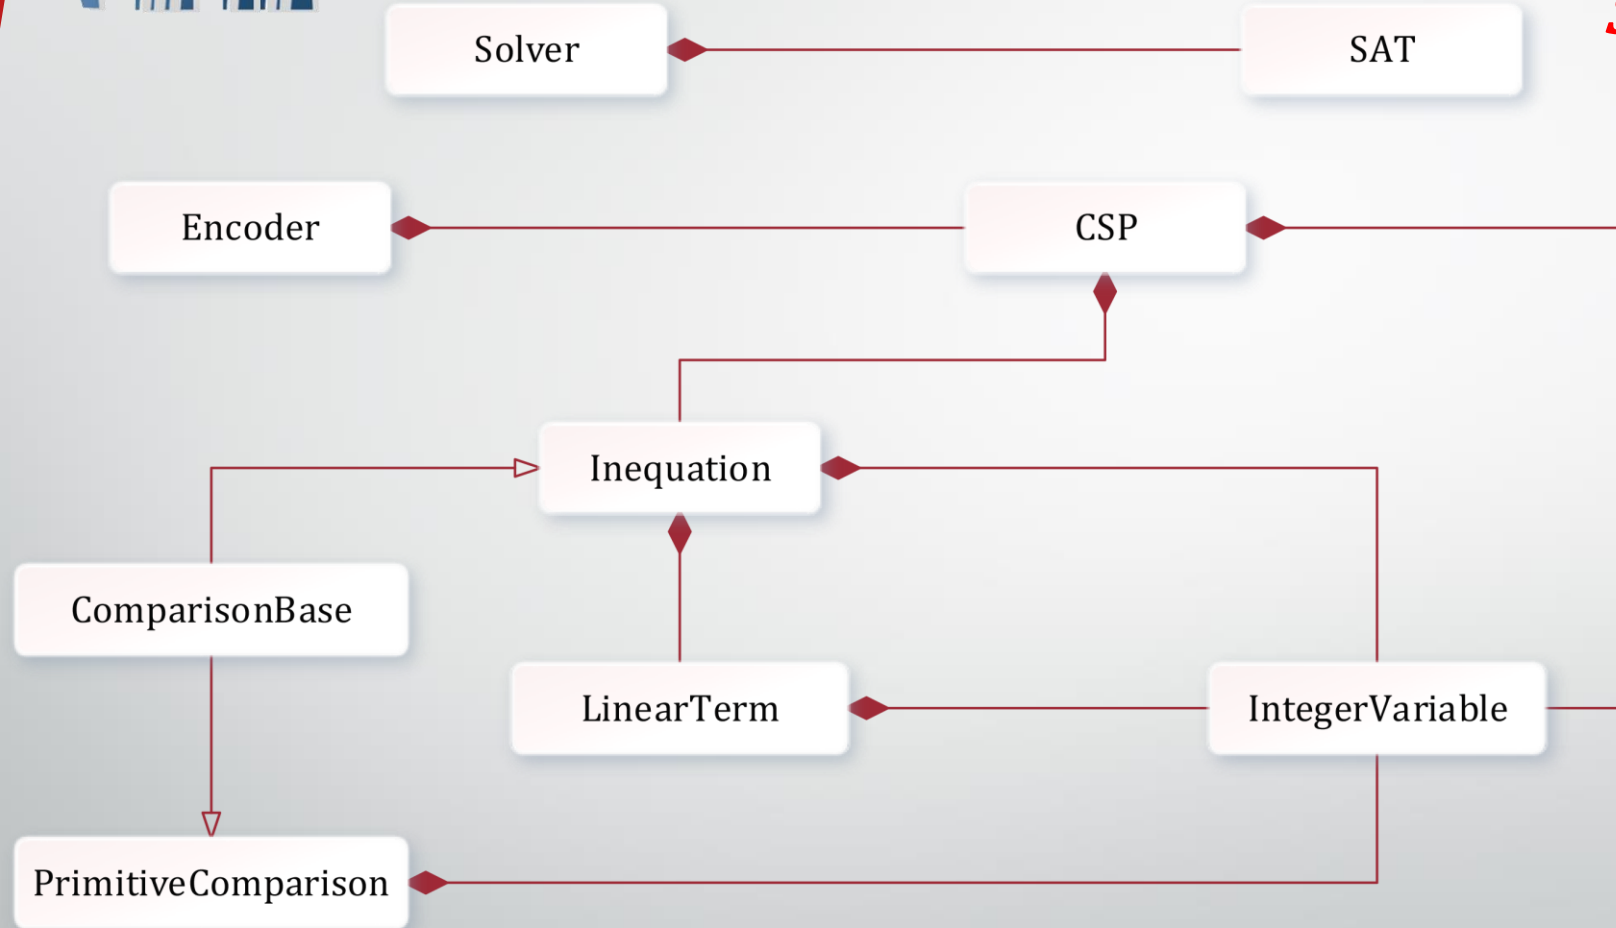 Solver
SAT
Encoder
CSP
Inequation
ComparisonBase
LinearTerm
IntegerVariable
PrimitiveComparison